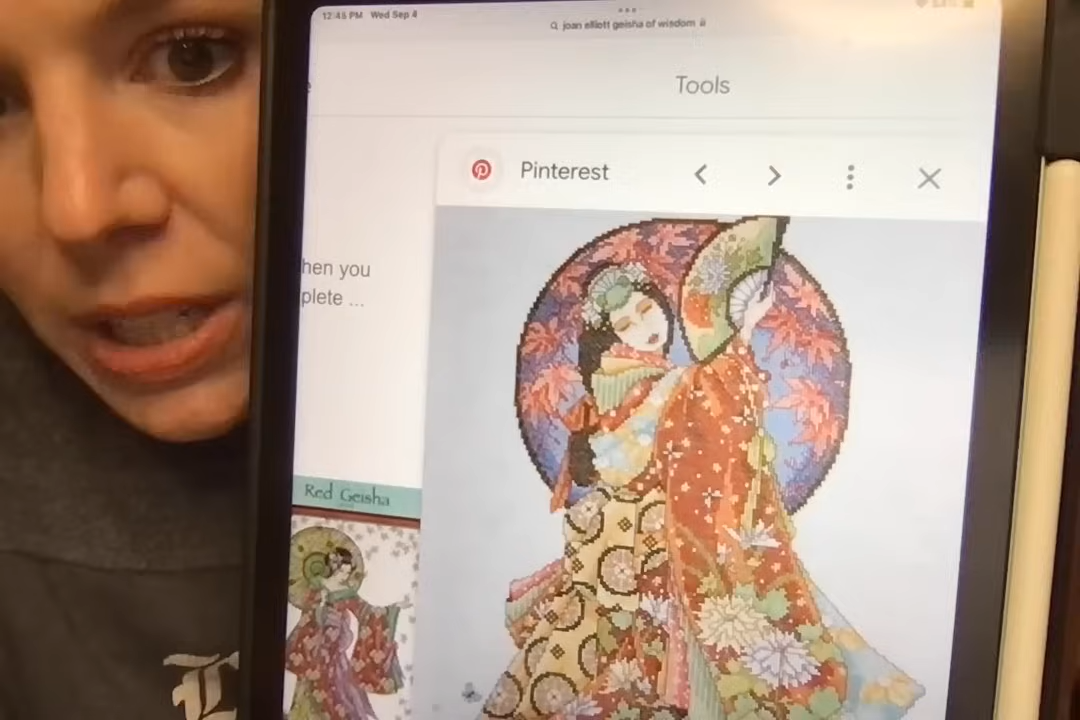 12:45 PM Wed Sep 4
joan elliott geisha of wisdom
Tools
Pinterest
hen you
plete ...
Red Geisha
L